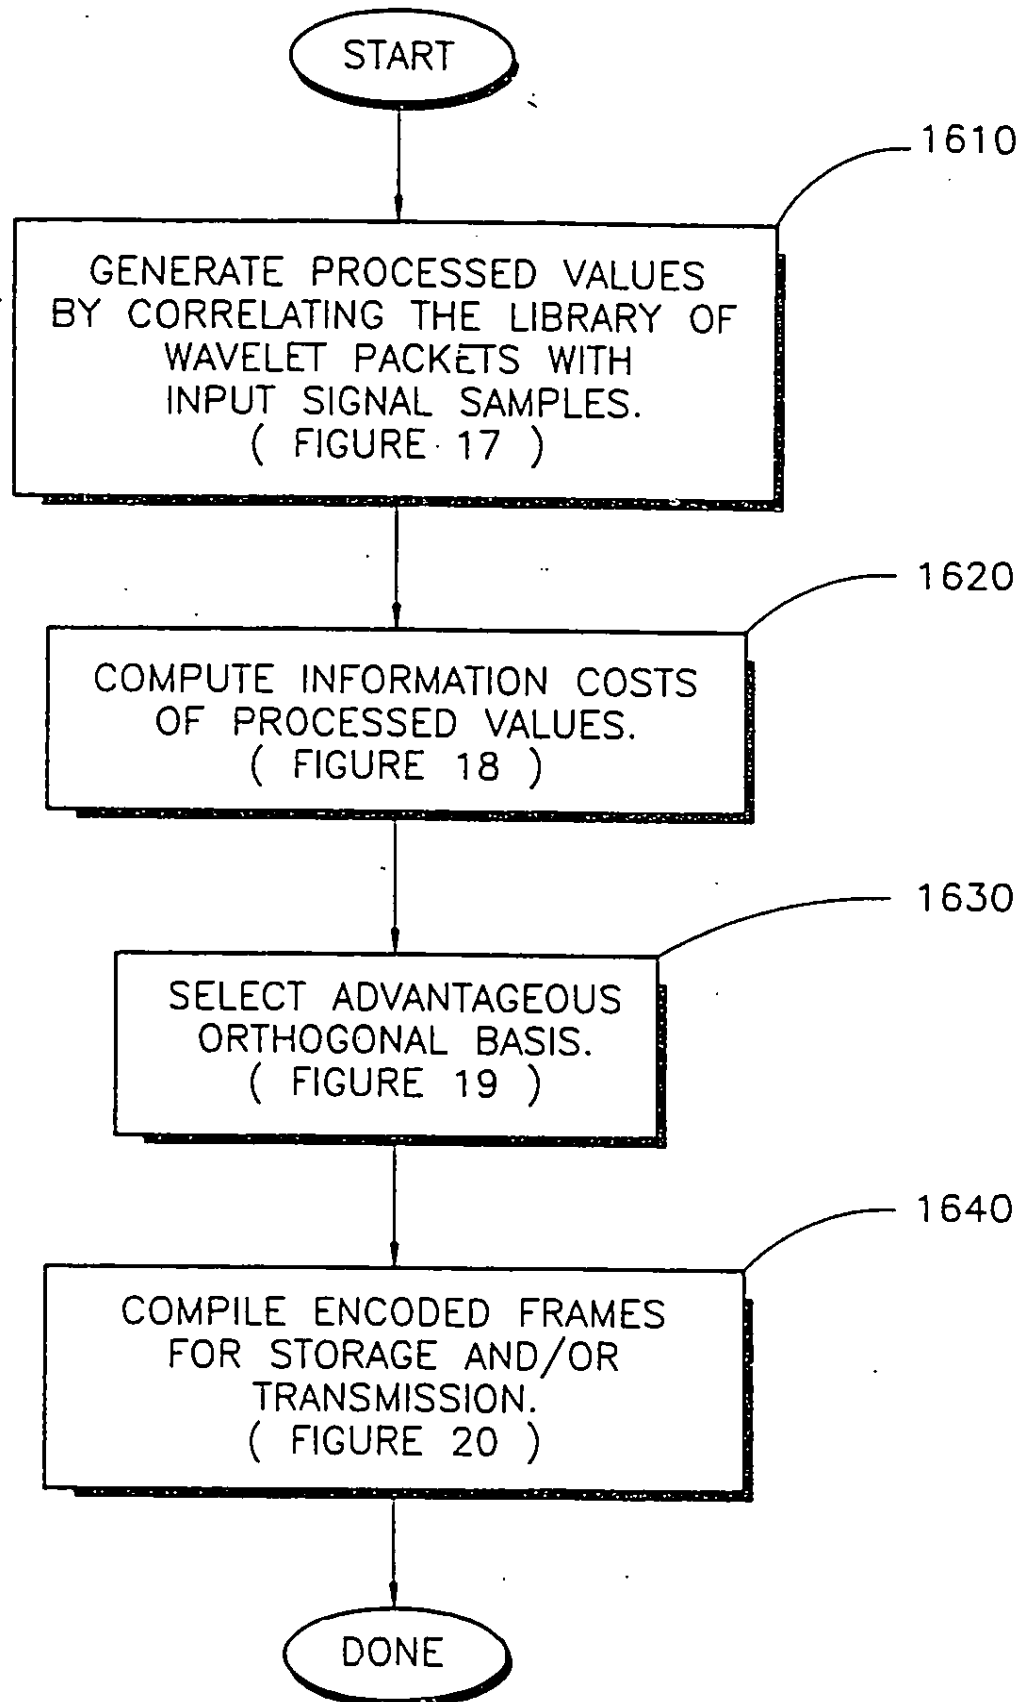 START
1610
GENERATE PROCESSED VALUES
BY CORRELATING THE LIBRARY OF
WAVELET PACKETS WITH
INPUT SIGNAL SAMPLES.
( FIGURE 17 )
1620
COMPUTE INFORMATION COSTS
OF PROCESSED VALUES.
( FIGURE 18 )
1630
SELECT ADVANTAGEOUS
ORTHOGONAL BASIS.
( FIGURE 19 )
1640
COMPILE ENCODED FRAMES
FOR STORAGE AND/OR
TRANSMISSION.
( FIGURE 20 )
DONE